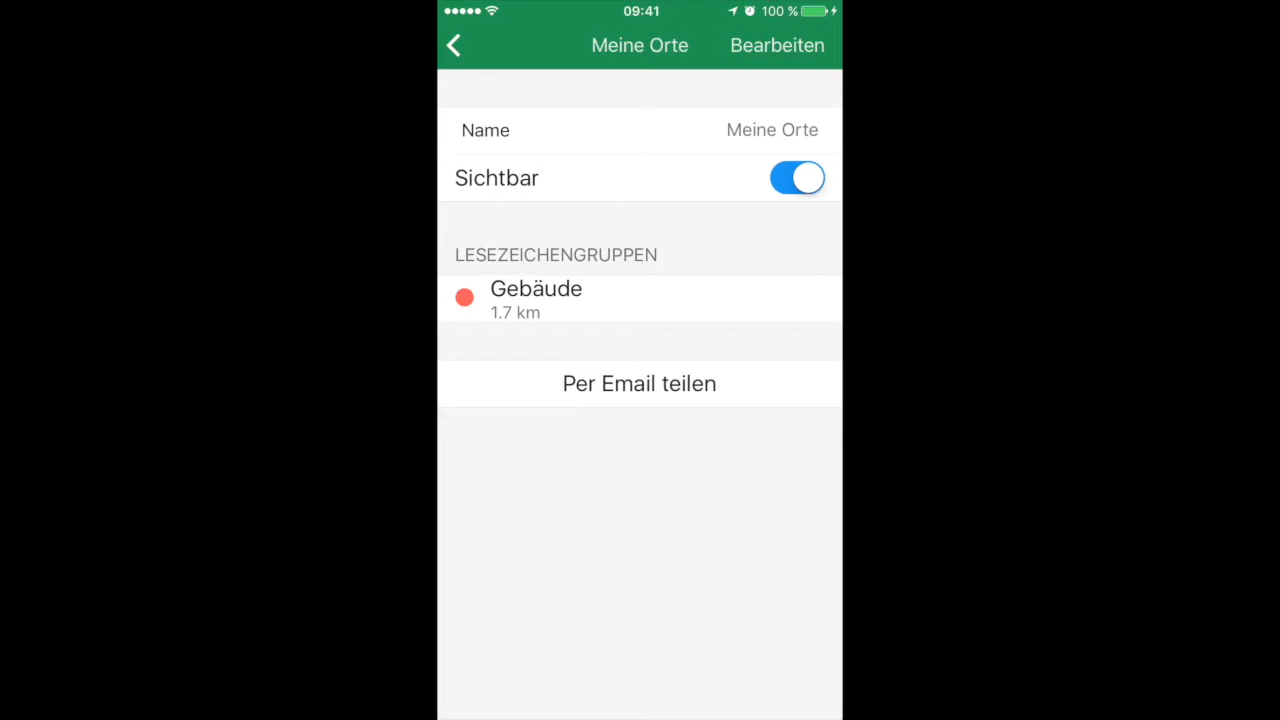 09:41
100 %
Meine Orte
Bearbeiten
Name
Meine Orte
Sichtbar
LESEZEICHENGRUPPEN
Gebäude
1.7 km
Per Email teilen